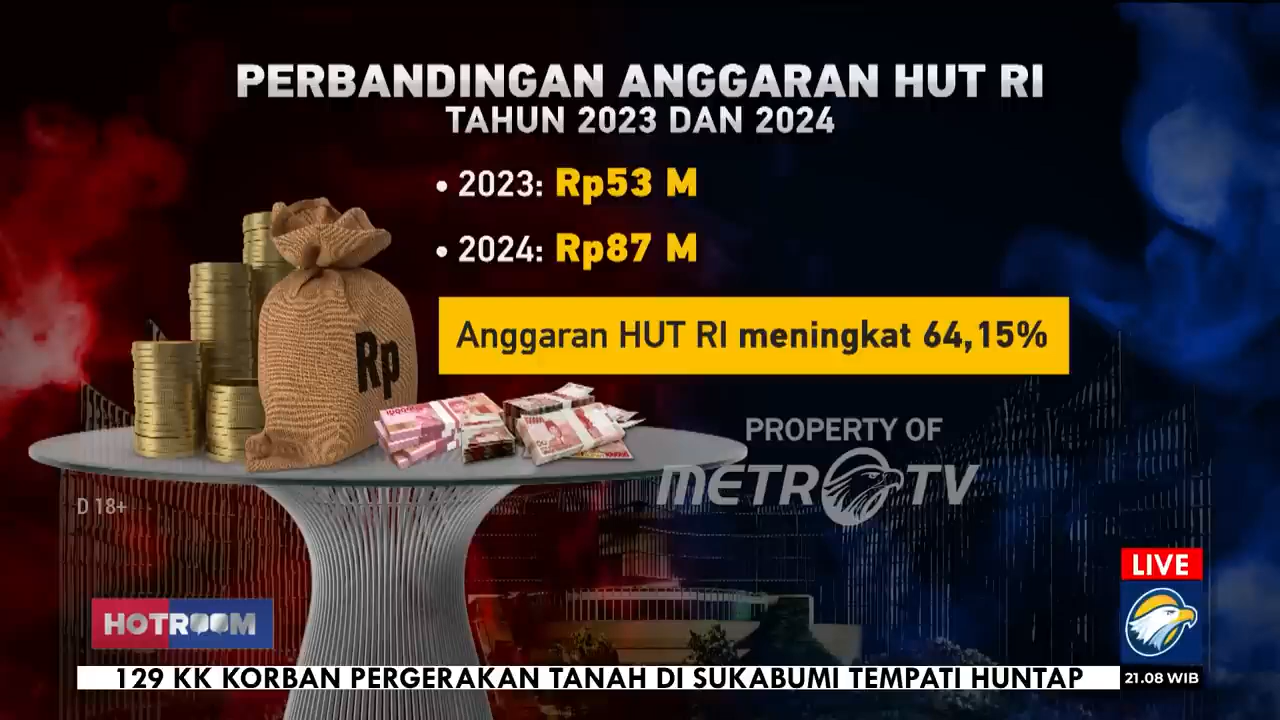 PERBANDINGAN ANGGARAN HUT RI
TAHUN 2023 DAN 2024
• 2023: Rp53 M
• 2024: Rp87 M
Anggaran HUT RI meningkat 64,15%
Rp
PROPERTY OF
METRO TV
D 18+
LIVE
HOTROOM
129 KK KORBAN PERGERAKAN TANAH DI SUKABUMI TEMPATI HUNTAP
21.08 WIB